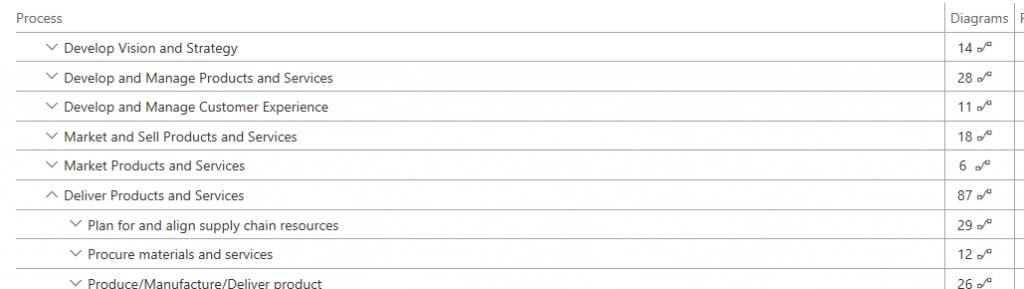 Process Diagrams
Develop Vision and Strategy 14
Develop and Manage Products and Services 28
Develop and Manage Customer Experience 11
Market and Sell Products and Services 18
Market Products and Services 6
Deliver Products and Services 87
Plan for and align supply chain resources 29
Procure materials and services 12
Produce/Manufacture/Deliver product 26